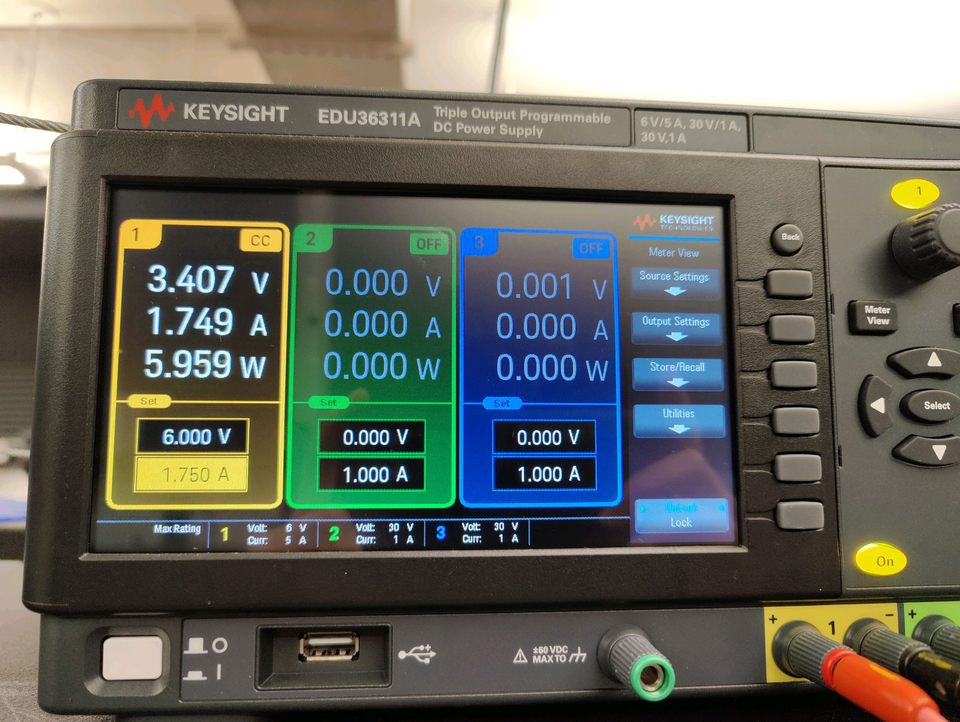 KEYSIGHT EDU36311A Triple Output Programmable
DC Power Supply
6 V/5 A, 30 V/1 A,
30 V,1 A
1 CC
3.407 V
1.749 A
5.959 W
Set
6.000 V
1.750 A
2 OFF
0.000 V
0.000 A
0.000 W
Set
0.000 V
1.000 A
3 OFF
0.001 V
0.000 A
0.000 W
Set
0.000 V
1.000 A
KEYSIGHT
TECHNOLOGIES
Meter View
Source Settings
Output Settings
Store/Recall
Utilities
Lock
Max Rating
1 Volt: 6 V
Curr: 5 A
2 Volt: 30 V
Curr: 1 A
3 Volt: 30 V
Curr: 1 A
Back
1
Meter
View
Select
On
±60 VDC
MAX TO
+ 1 − +